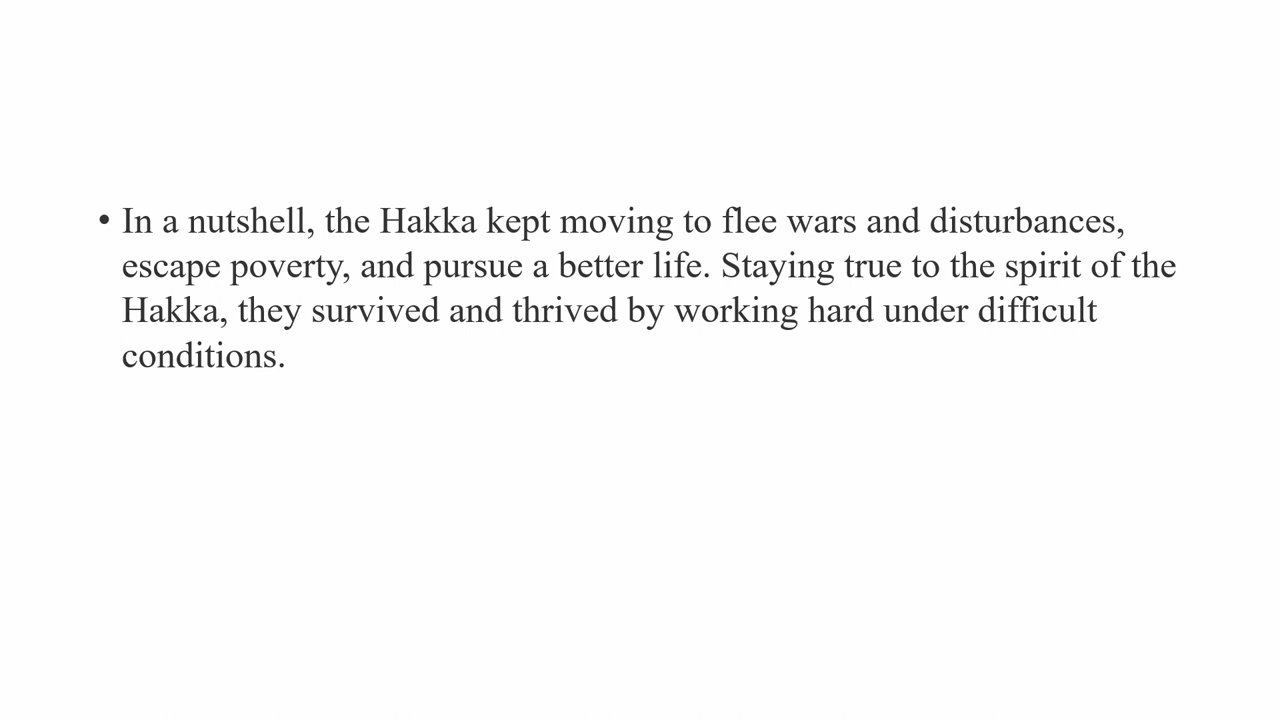 • In a nutshell, the Hakka kept moving to flee wars and disturbances,
escape poverty, and pursue a better life. Staying true to the spirit of the
Hakka, they survived and thrived by working hard under difficult
conditions.